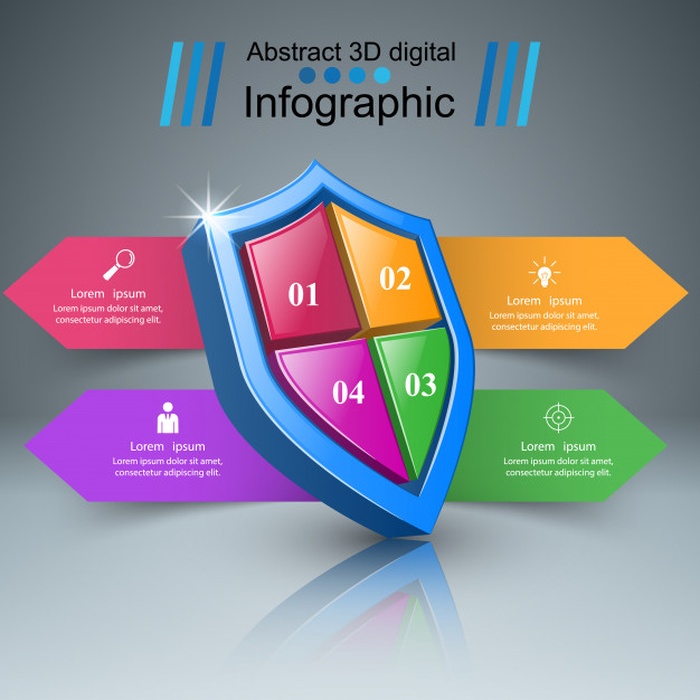 Abstract 3D digital
Infographic
01
02
04
03
Lorem ipsum
Lorem ipsum dolor sit amet,
consectetur adipiscing elit.
Lorem ipsum
Lorem ipsum dolor sit amet,
consectetur adipiscing elit.
Lorem ipsum
Lorem ipsum dolor sit amet,
consectetur adipiscing elit.
Lorem ipsum
Lorem ipsum dolor sit amet,
consectetur adipiscing elit.